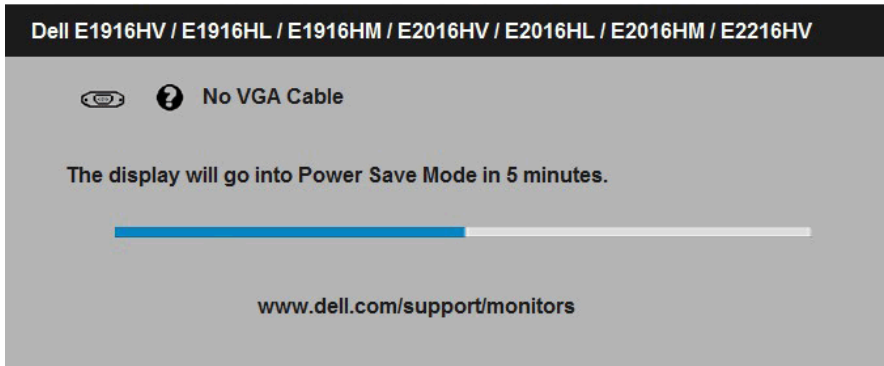 Dell E1916HV / E1916HL / E1916HM / E2016HV / E2016HL / E2016HM / E2216HV
? No VGA Cable
The display will go into Power Save Mode in 5 minutes.
www.dell.com/support/monitors